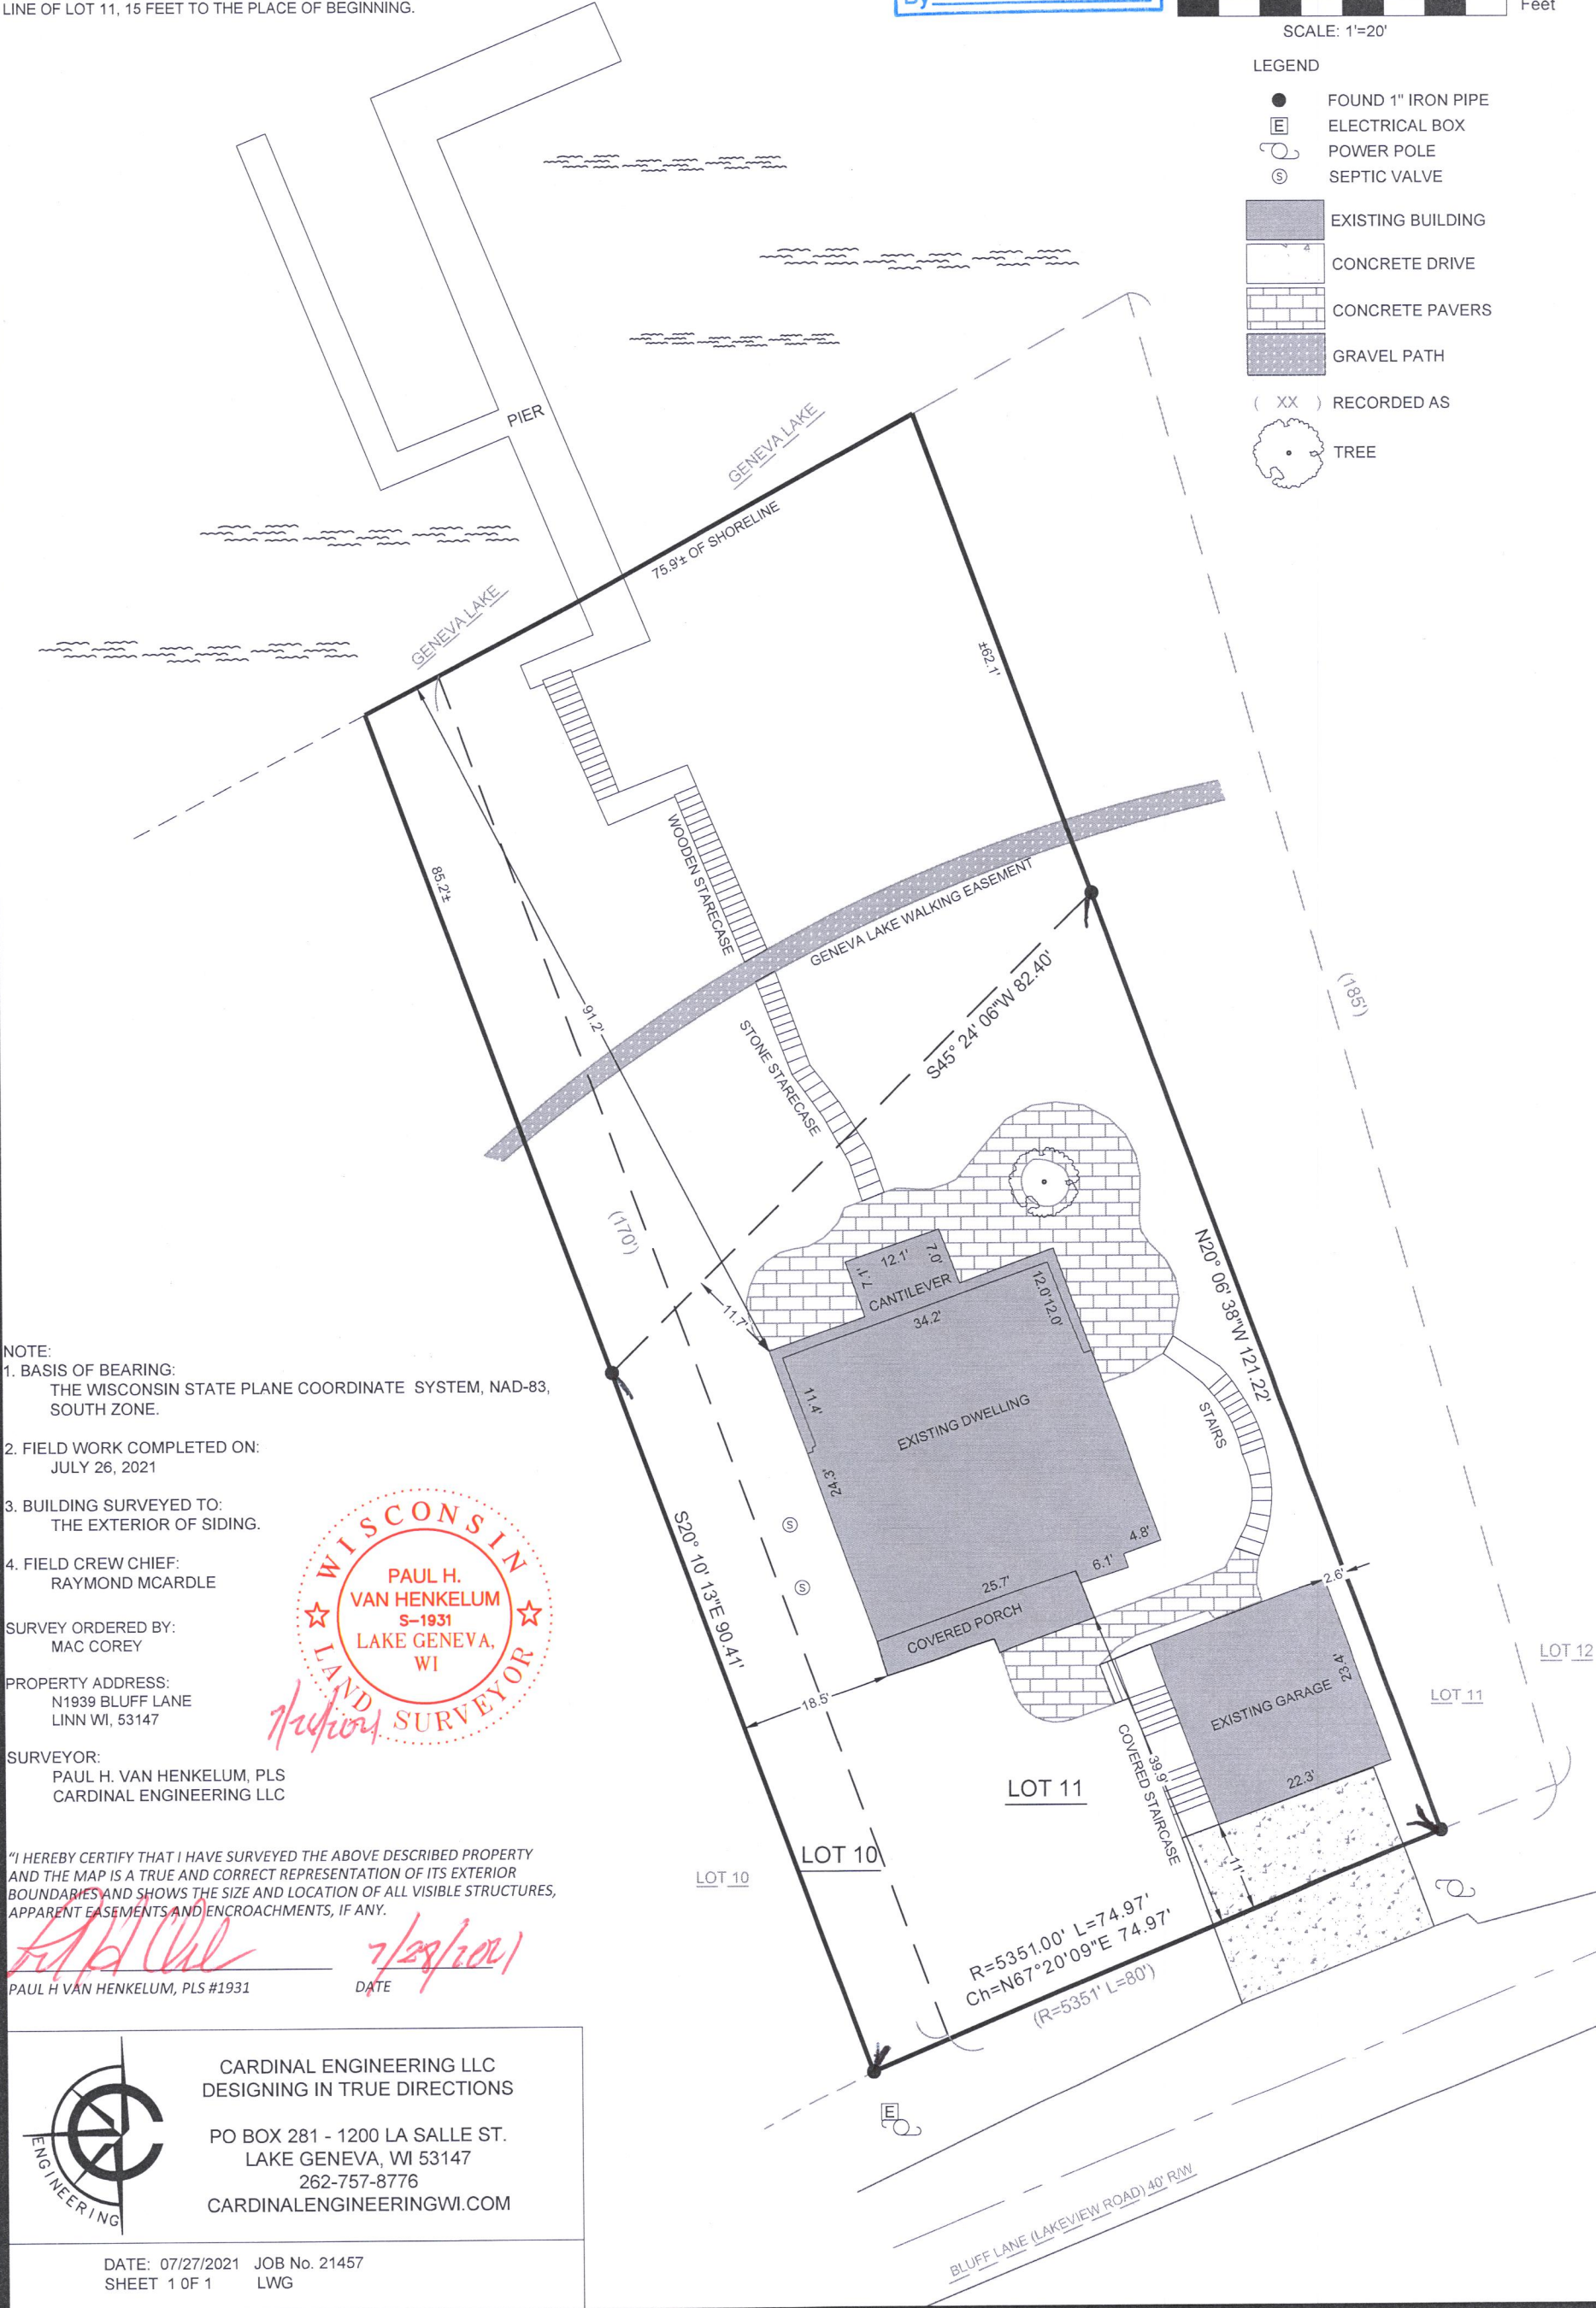 LINE OF LOT 11, 15 FEET TO THE PLACE OF BEGINNING.
By
Feet
SCALE: 1'=20'
LEGEND
FOUND 1" IRON PIPE
E ELECTRICAL BOX
POWER POLE
S SEPTIC VALVE
EXISTING BUILDING
CONCRETE DRIVE
CONCRETE PAVERS
GRAVEL PATH
( XX ) RECORDED AS
TREE
PIER
GENEVA LAKE
75.9'± OF SHORELINE
GENEVA LAKE
±62.1'
85.2'±
WOODEN STARECASE
GENEVA LAKE WALKING EASEMENT
91.2'
STONE STARECASE
S45° 24' 06"W 82.40'
(185')
(170')
N20° 06' 38"W 121.22'
12.1'
7.0'
7.1'
CANTILEVER
34.2'
12.0'
12.0'
11.7'
11.4'
EXISTING DWELLING
24.3'
STAIRS
S
S
4.8'
6.1'
25.7'
COVERED PORCH
2.6'
S20° 10' 13"E 90.41'
18.5'
EXISTING GARAGE
23.4'
22.3'
COVERED STAIRCASE
39.9'
11'
LOT 12
LOT 11
LOT 11
LOT 10
LOT 10
R=5351.00' L=74.97'
Ch=N67°20'09"E 74.97'
(R=5351' L=80')
E
BLUFF LANE (LAKEVIEW ROAD) 40' R/W
NOTE:
1. BASIS OF BEARING:
THE WISCONSIN STATE PLANE COORDINATE SYSTEM, NAD-83,
SOUTH ZONE.
2. FIELD WORK COMPLETED ON:
JULY 26, 2021
3. BUILDING SURVEYED TO:
THE EXTERIOR OF SIDING.
4. FIELD CREW CHIEF:
RAYMOND MCARDLE
SURVEY ORDERED BY:
MAC COREY
PROPERTY ADDRESS:
N1939 BLUFF LANE
LINN WI, 53147
SURVEYOR:
PAUL H. VAN HENKELUM, PLS
CARDINAL ENGINEERING LLC
WISCONSIN
PAUL H.
VAN HENKELUM
S-1931
LAKE GENEVA,
WI
LAND SURVEYOR
"I HEREBY CERTIFY THAT I HAVE SURVEYED THE ABOVE DESCRIBED PROPERTY
AND THE MAP IS A TRUE AND CORRECT REPRESENTATION OF ITS EXTERIOR
BOUNDARIES AND SHOWS THE SIZE AND LOCATION OF ALL VISIBLE STRUCTURES,
APPARENT EASEMENTS AND ENCROACHMENTS, IF ANY.
7/28/2021
PAUL H VAN HENKELUM, PLS #1931 DATE
ENGINEERING
CARDINAL ENGINEERING LLC
DESIGNING IN TRUE DIRECTIONS
PO BOX 281 - 1200 LA SALLE ST.
LAKE GENEVA, WI 53147
262-757-8776
CARDINALENGINEERINGWI.COM
DATE: 07/27/2021 JOB No. 21457
SHEET 1 OF 1 LWG